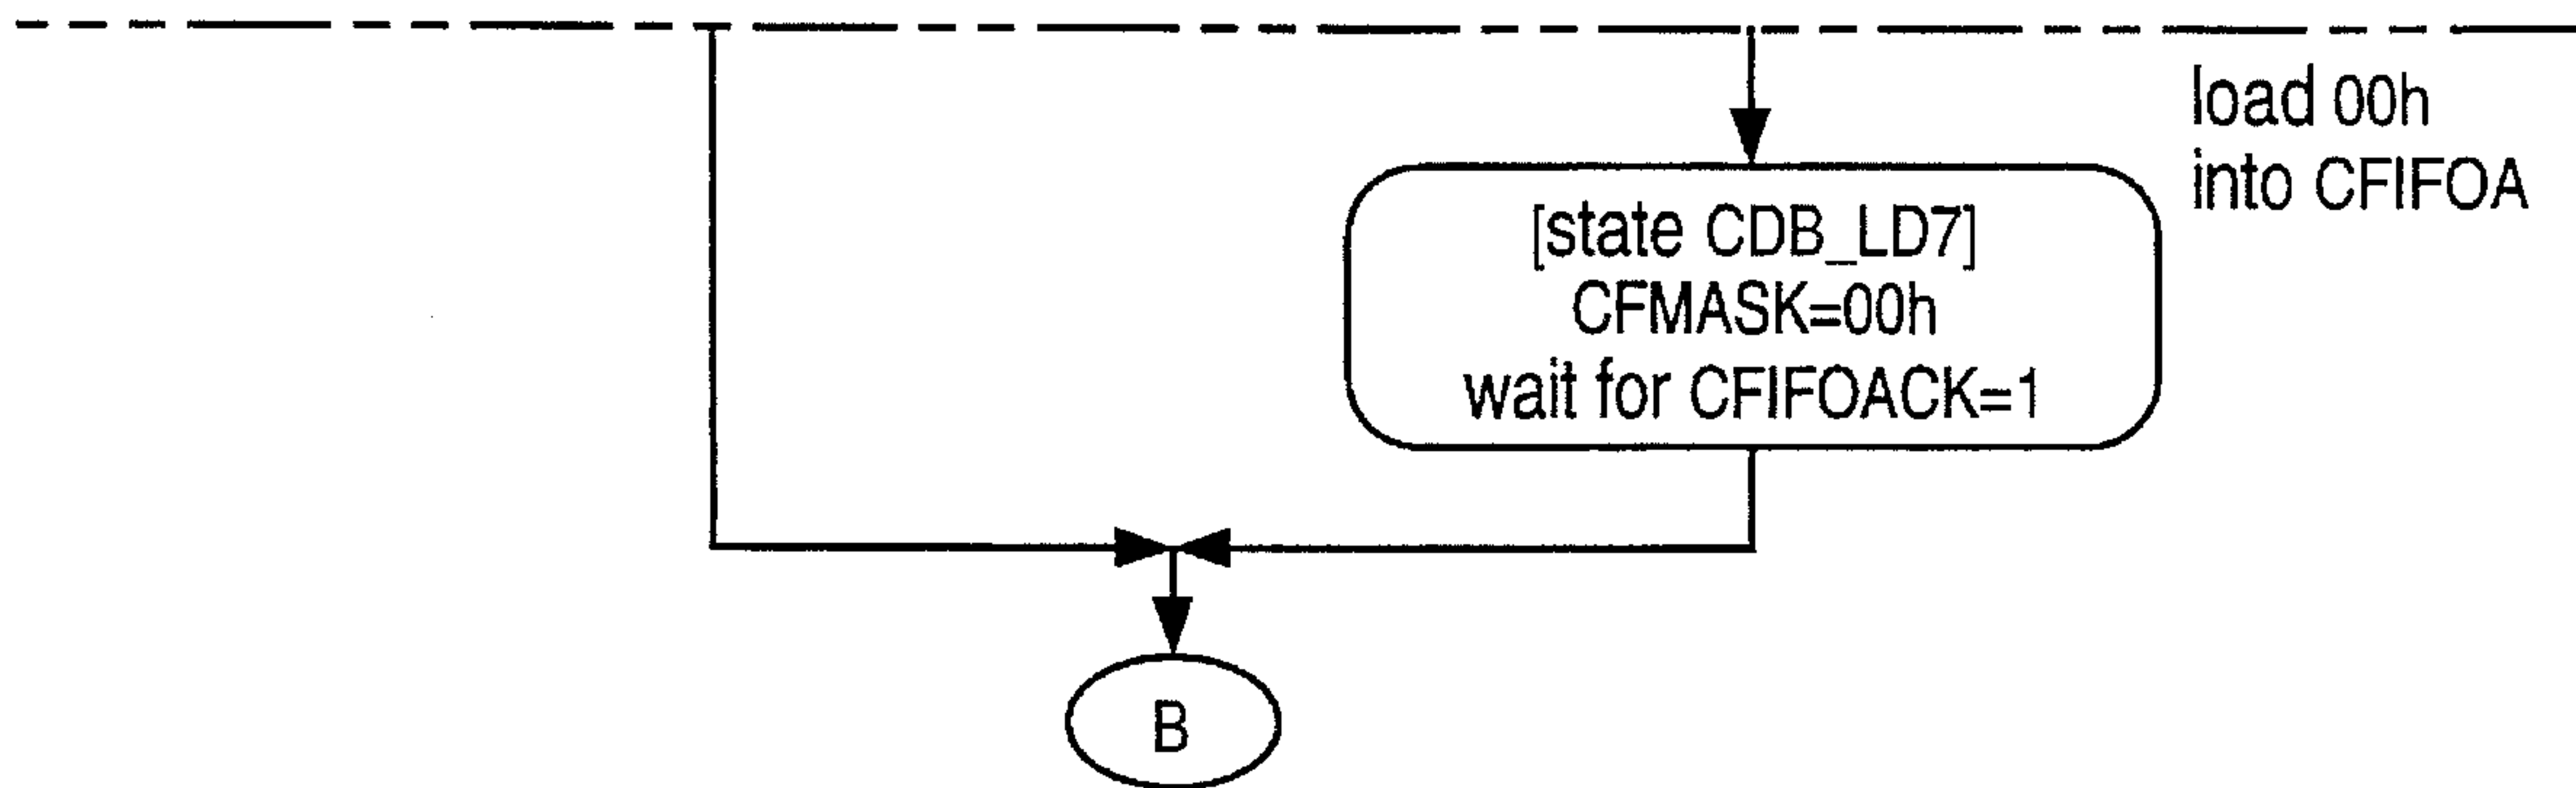 load 00h
into CFIFOA
[state CDB_LD7]
CFMASK=00h
wait for CFIFOACK=1
B